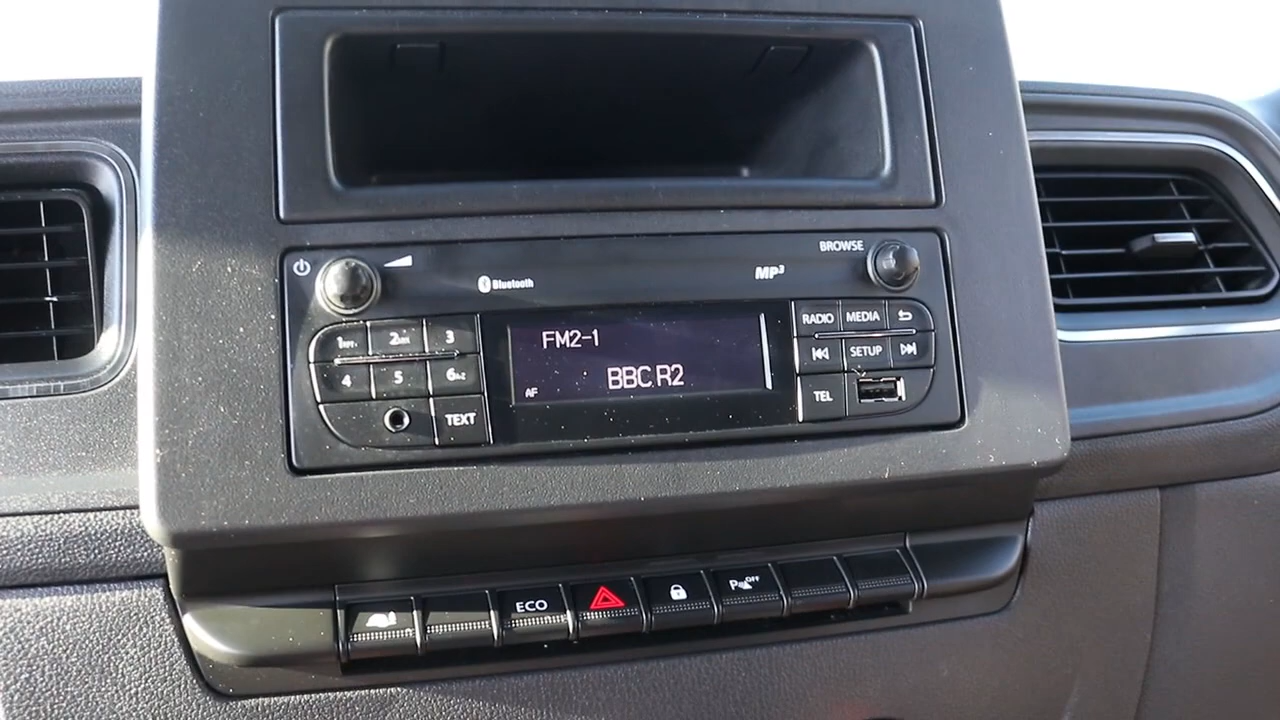 BROWSE
Bluetooth
MP3
RADIO MEDIA
1 2 3
FM2-1
SETUP
4 5 6
BBC R2
AF
TEL
TEXT
ECO
OFF